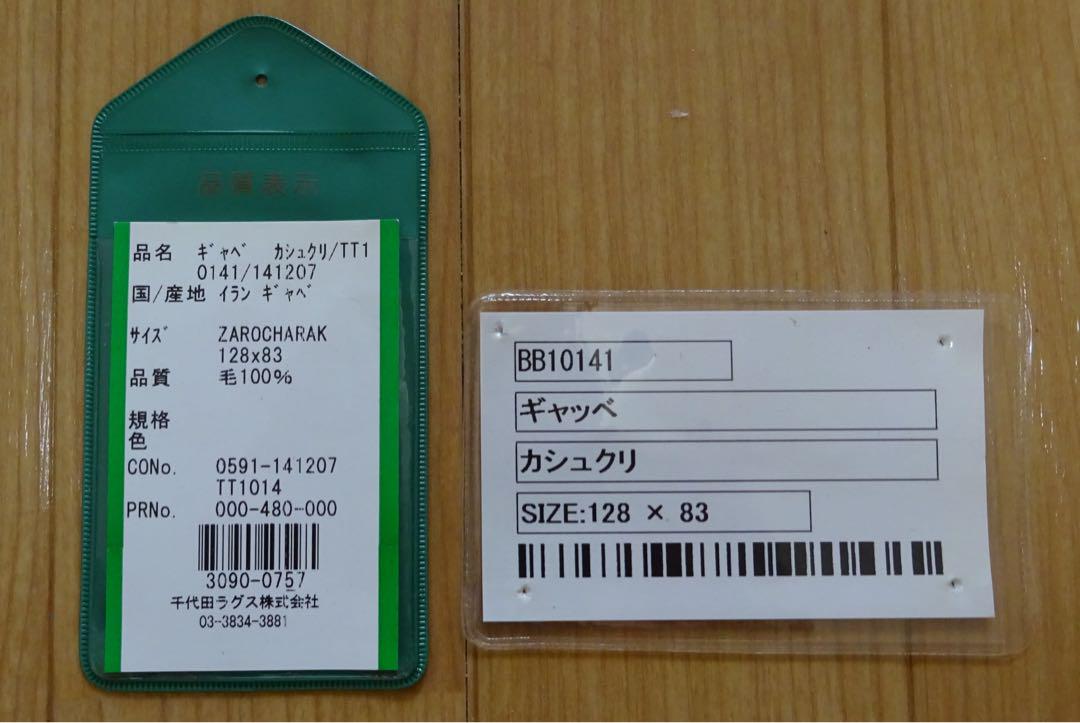 品質表示
品名 ギャベ カシュクリ/TT1
0141/141207
国/産地 イラン ギャベ
サイズ ZAROCHARAK
128x83
品質 毛100%
規格
色
CONo. 0591-141207
TT1014
PRNo. 000-480-000
3090-0757
千代田ラグス株式会社
03-3834-3881
BB10141
ギャッベ
カシュクリ
SIZE:128 × 83